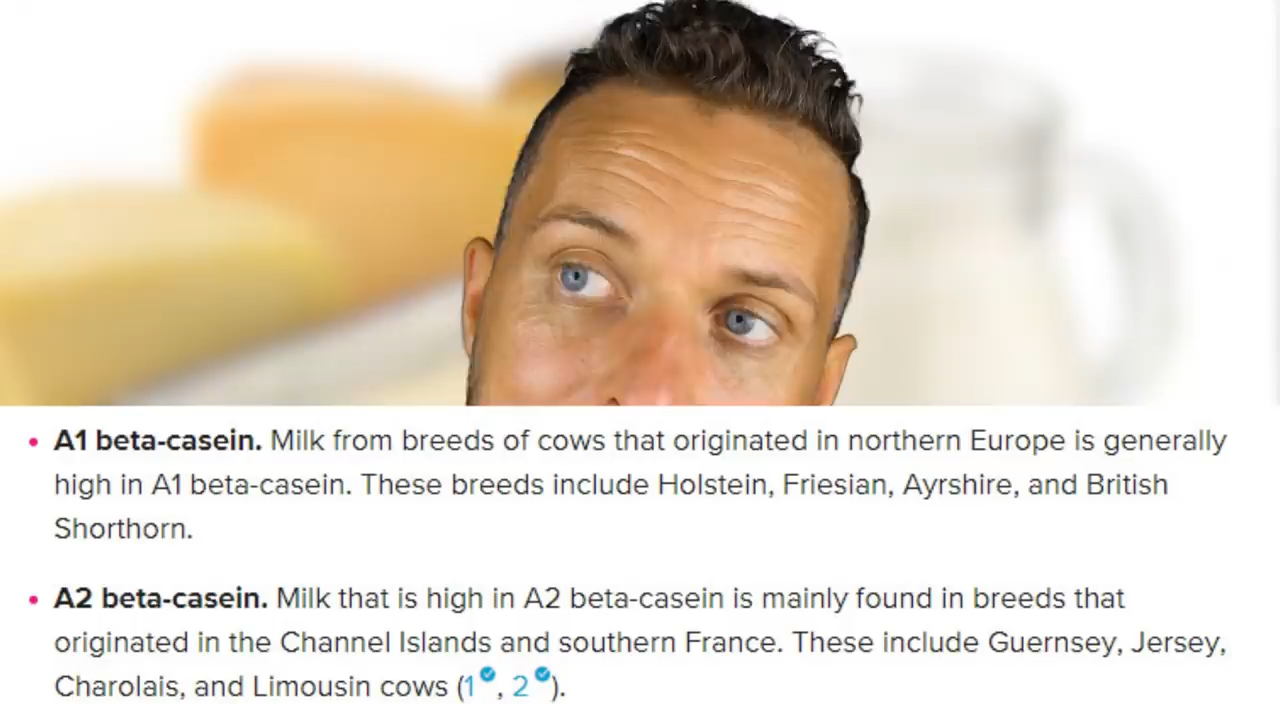 • A1 beta-casein. Milk from breeds of cows that originated in northern Europe is generally
high in A1 beta-casein. These breeds include Holstein, Friesian, Ayrshire, and British
Shorthorn.
• A2 beta-casein. Milk that is high in A2 beta-casein is mainly found in breeds that
originated in the Channel Islands and southern France. These include Guernsey, Jersey,
Charolais, and Limousin cows (1, 2).